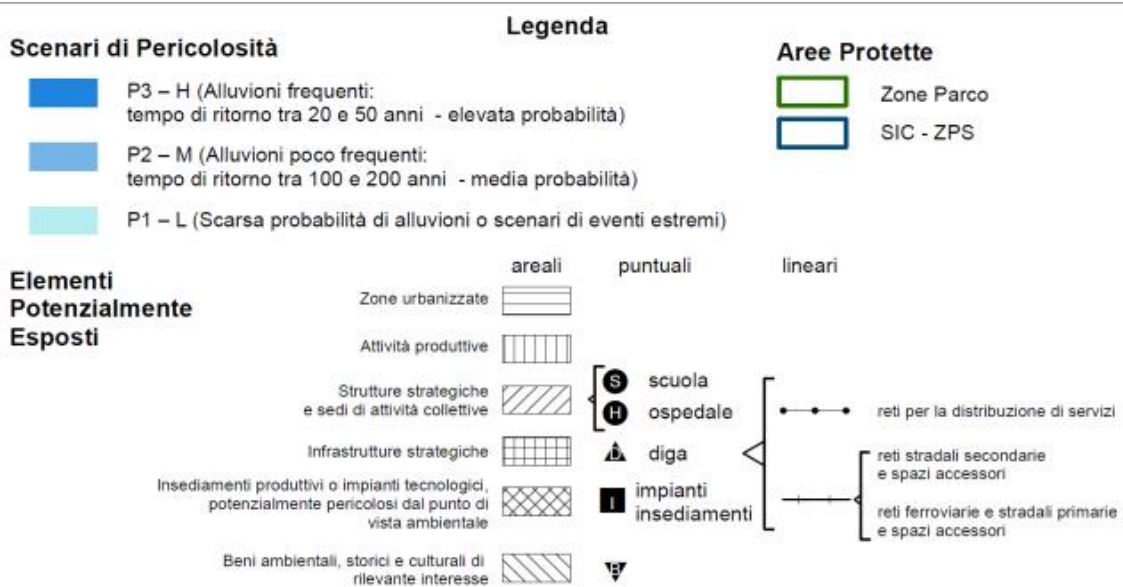 Legenda
Scenari di Pericolosità
P3 – H (Alluvioni frequenti:
tempo di ritorno tra 20 e 50 anni - elevata probabilità)
P2 – M (Alluvioni poco frequenti:
tempo di ritorno tra 100 e 200 anni - media probabilità)
P1 – L (Scarsa probabilità di alluvioni o scenari di eventi estremi)
Aree Protette
Zone Parco
SIC - ZPS
Elementi
Potenzialmente
Esposti
areali puntuali lineari
Zone urbanizzate
Attività produttive
Strutture strategiche
e sedi di attività collettive
Infrastrutture strategiche
Insediamenti produttivi o impianti tecnologici,
potenzialmente pericolosi dal punto di
vista ambientale
Beni ambientali, storici e culturali di
rilevante interesse
S scuola
H ospedale
D diga
I impianti
insediamenti
B
reti per la distribuzione di servizi
reti stradali secondarie
e spazi accessori
reti ferroviarie e stradali primarie
e spazi accessori